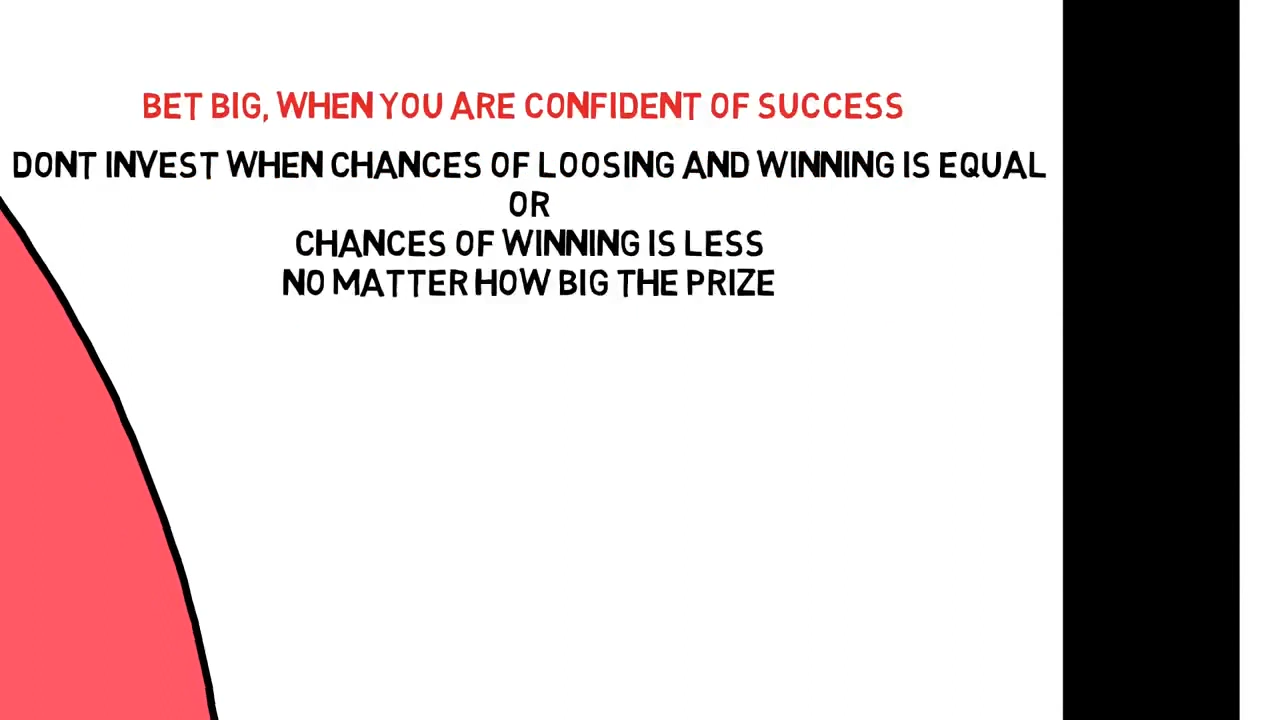 BET BIG, WHEN YOU ARE CONFIDENT OF SUCCESS
DONT INVEST WHEN CHANCES OF LOOSING AND WINNING IS EQUAL
OR
CHANCES OF WINNING IS LESS
NO MATTER HOW BIG THE PRIZE